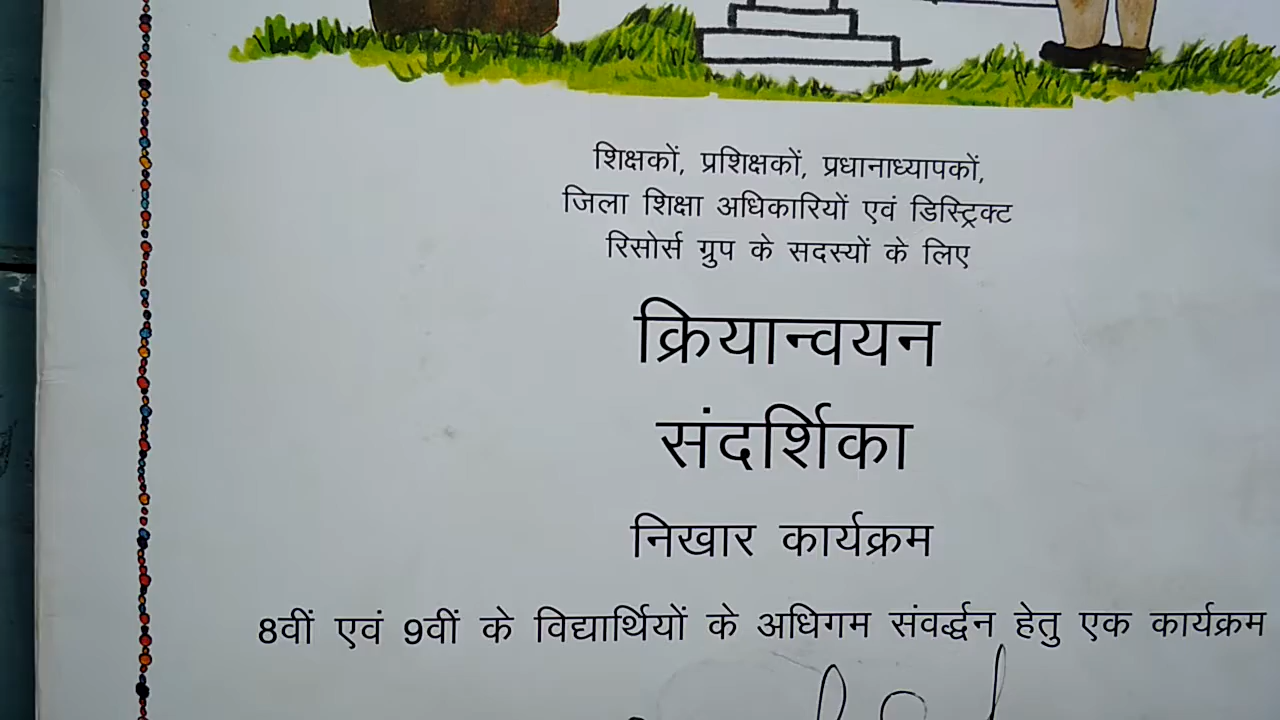 शिक्षकों, प्रशिक्षकों, प्रधानाध्यापकों,
जिला शिक्षा अधिकारियों एवं डिस्ट्रिक्ट
रिसोर्स ग्रुप के सदस्यों के लिए
क्रियान्वयन
संदर्शिका
निखार कार्यक्रम
8वीं एवं 9वीं के विद्यार्थियों के अधिगम संवर्द्धन हेतु एक कार्यक्रम